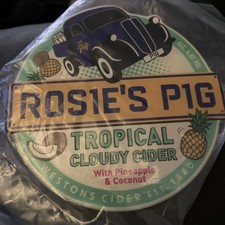 ROSIE'S PIG
TROPICAL
CLOUDY CIDER
With Pineapple
& Coconut
WESTONS CIDER EST. 1880